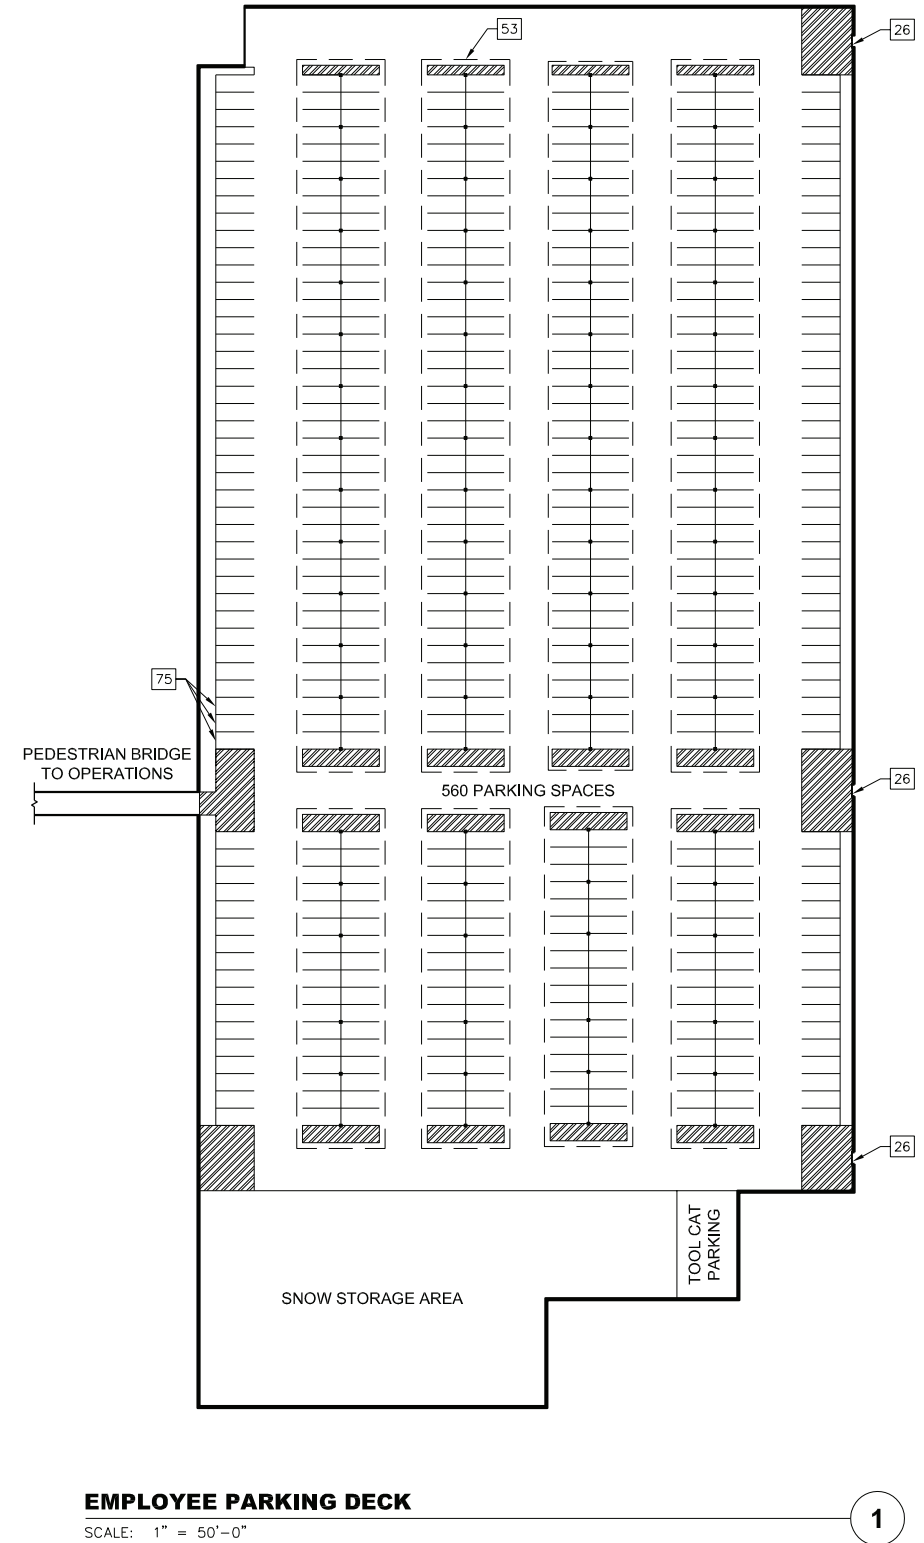 53
26
75
PEDESTRIAN BRIDGE
TO OPERATIONS
560 PARKING SPACES
26
26
TOOL CAT
PARKING
SNOW STORAGE AREA
EMPLOYEE PARKING DECK
1
SCALE: 1" = 50'-0"